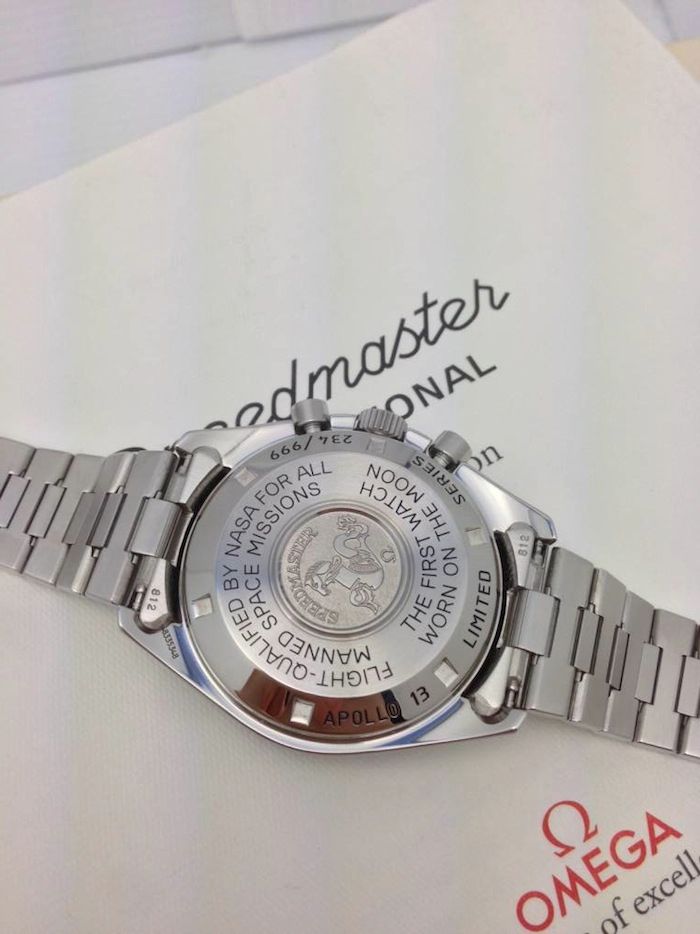 eedmaster
ONAL
on
APOLLO 13
LIMITED
SERIES
234/999
FLIGHT-QUALIFIED BY NASA FOR ALL
MANNED SPACE MISSIONS
THE FIRST WATCH
WORN ON THE MOON
Ω
SPEEDMASTER
812
812
Ω
OMEGA
of excell